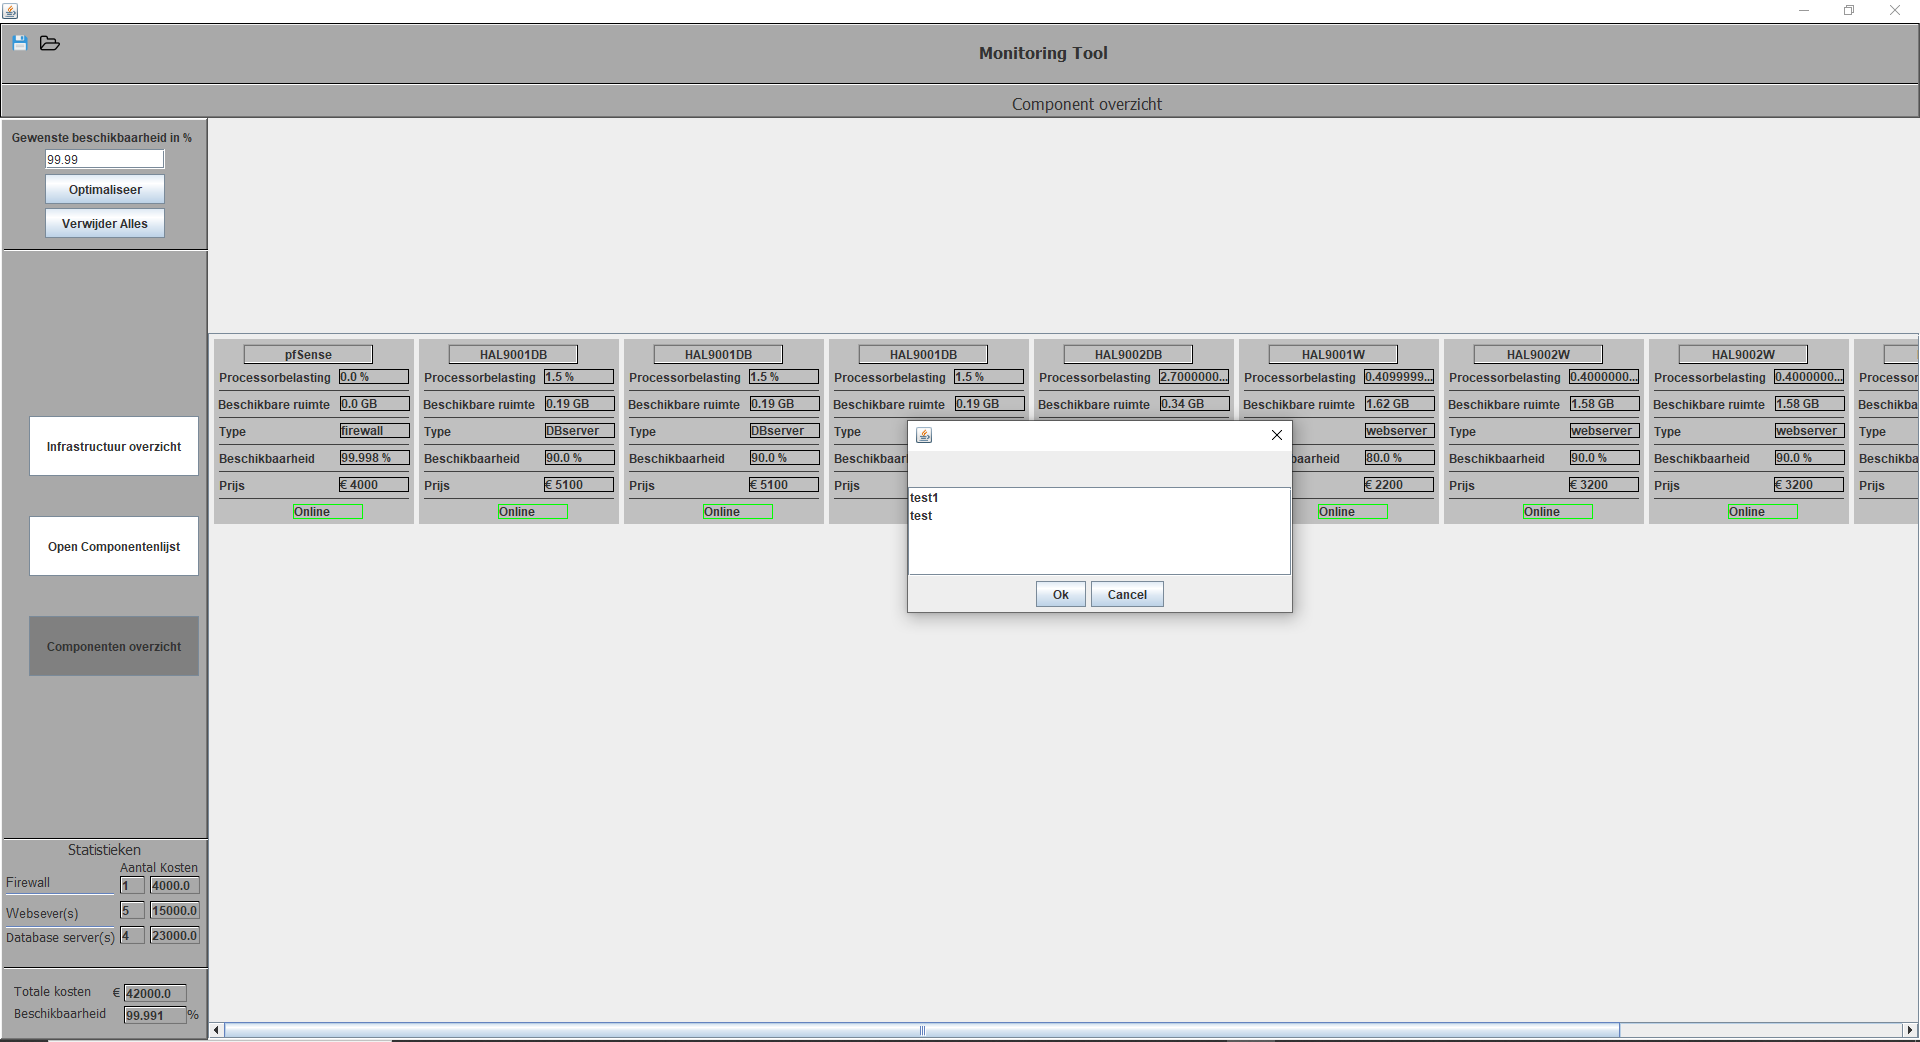 Monitoring Tool
Component overzicht
Gewenste beschikbaarheid in %
99.99
Optimaliseer
Verwijder Alles
Infrastructuur overzicht
Open Componentenlijst
Componenten overzicht
Statistieken
Aantal Kosten
Firewall 1 4000.0
Websever(s) 5 15000.0
Database server(s) 4 23000.0
Totale kosten € 42000.0
Beschikbaarheid 99.991 %
pfSense
Processorbelasting 0.0 %
Beschikbare ruimte 0.0 GB
Type firewall
Beschikbaarheid 99.998 %
Prijs € 4000
Online
HAL9001DB
Processorbelasting 1.5 %
Beschikbare ruimte 0.19 GB
Type DBserver
Beschikbaarheid 90.0 %
Prijs € 5100
Online
HAL9001DB
Processorbelasting 1.5 %
Beschikbare ruimte 0.19 GB
Type DBserver
Beschikbaarheid 90.0 %
Prijs € 5100
Online
HAL9001DB
Processorbelasting 1.5 %
Beschikbare ruimte 0.19 GB
Type
Beschikbaar
Prijs
HAL9002DB
Processorbelasting 2.7000000...
Beschikbare ruimte 0.34 GB
HAL9001W
Processorbelasting 0.4099999...
Beschikbare ruimte 1.62 GB
webserver
baarheid 80.0 %
€ 2200
Online
HAL9002W
Processorbelasting 0.4000000...
Beschikbare ruimte 1.58 GB
Type webserver
Beschikbaarheid 90.0 %
Prijs € 3200
Online
HAL9002W
Processorbelasting 0.4000000...
Beschikbare ruimte 1.58 GB
Type webserver
Beschikbaarheid 90.0 %
Prijs € 3200
Online
Processor
Beschikba
Type
Beschikba
Prijs
test1
test
Ok Cancel